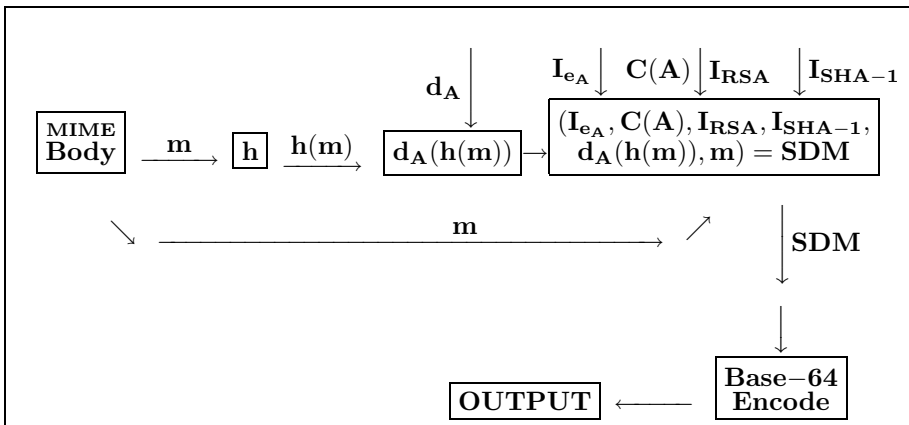 d_A
I_{e_A} C(A) I_{RSA} I_{SHA−1}
MIME
Body
m
h
h(m)
d_A(h(m))
(I_{e_A}, C(A), I_{RSA}, I_{SHA−1},
d_A(h(m)), m) = SDM
m
SDM
Base−64
Encode
OUTPUT